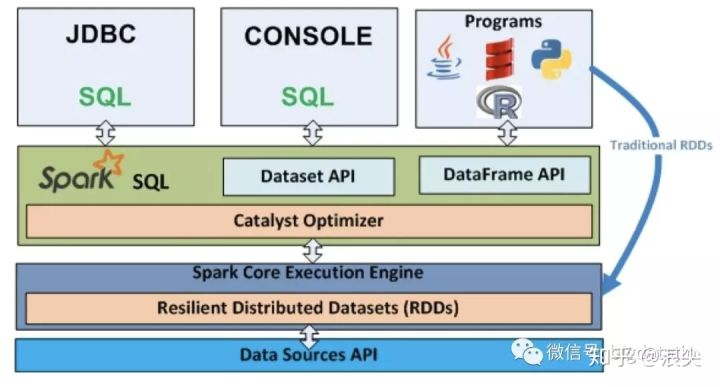 JDBC
SQL
CONSOLE
SQL
Programs
R
Traditional RDDs
Spark SQL
Dataset API
DataFrame API
Catalyst Optimizer
Spark Core Execution Engine
Resilient Distributed Datasets (RDDs)
Data Sources API
微信号
知乎 @浪尖